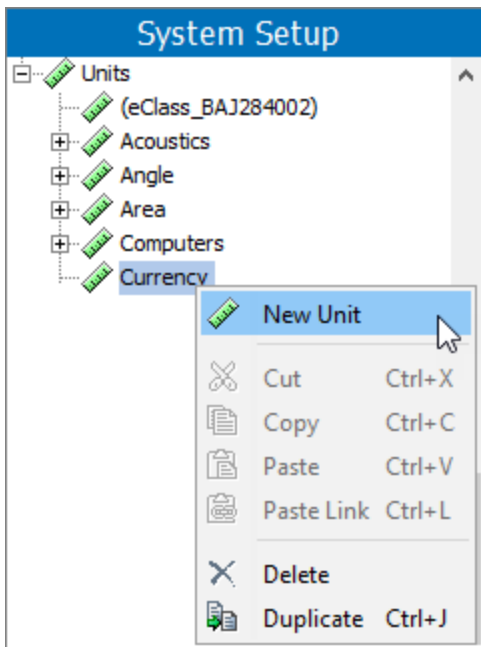 System Setup
Units
(eClass_BAJ284002)
Acoustics
Angle
Area
Computers
Currency
New Unit
Cut Ctrl+X
Copy Ctrl+C
Paste Ctrl+V
Paste Link Ctrl+L
Delete
Duplicate Ctrl+J